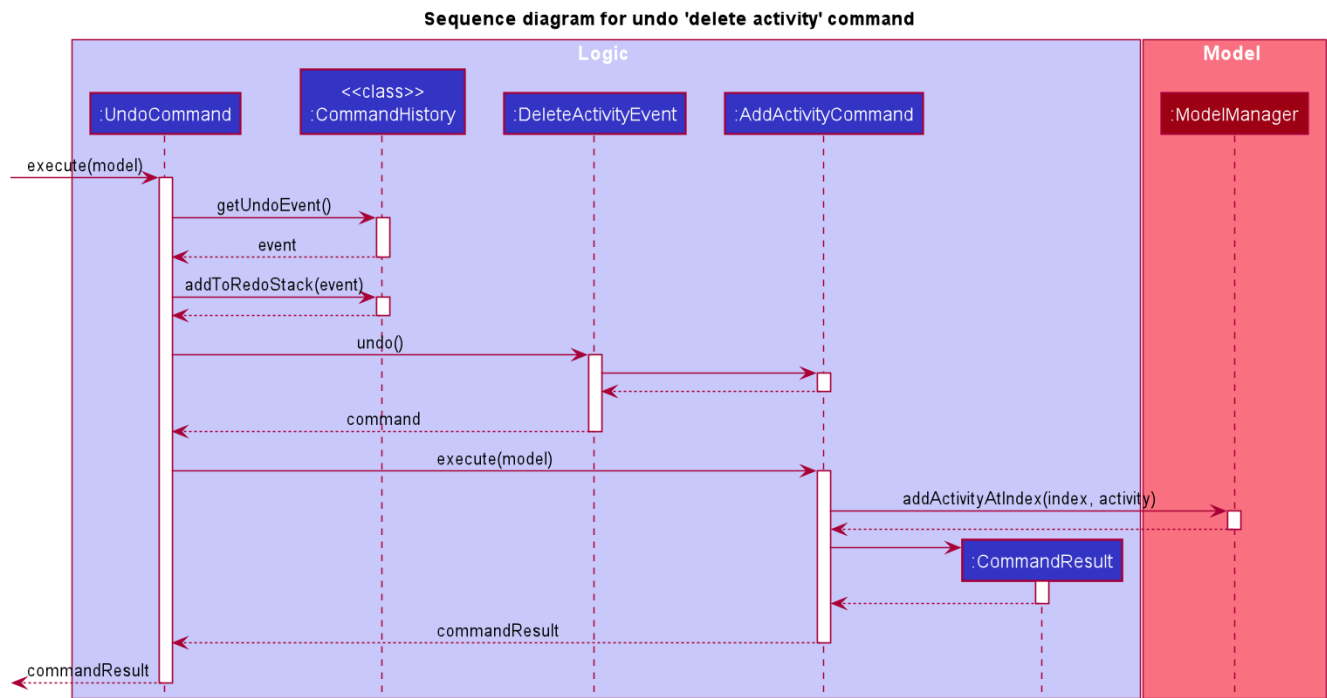 Sequence diagram for undo 'delete activity' command
Logic
Model
<<class>>
:UndoCommand
:CommandHistory
:DeleteActivityEvent
:AddActivityCommand
:ModelManager
execute(model)
getUndoEvent()
event
addToRedoStack(event)
undo()
command
execute(model)
addActivityAtIndex(index, activity)
:CommandResult
commandResult
commandResult